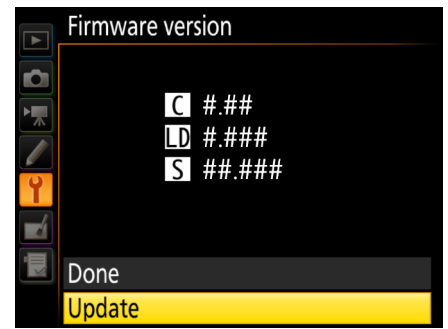 Firmware version
C #.##
LD #.###
S ##.###
Done
Update